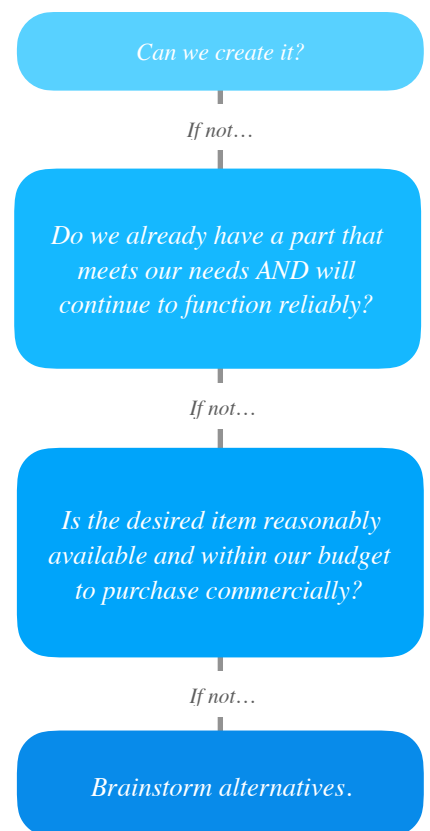 Can we create it?
If not…
Do we already have a part that
meets our needs AND will
continue to function reliably?
If not…
Is the desired item reasonably
available and within our budget
to purchase commercially?
If not…
Brainstorm alternatives.